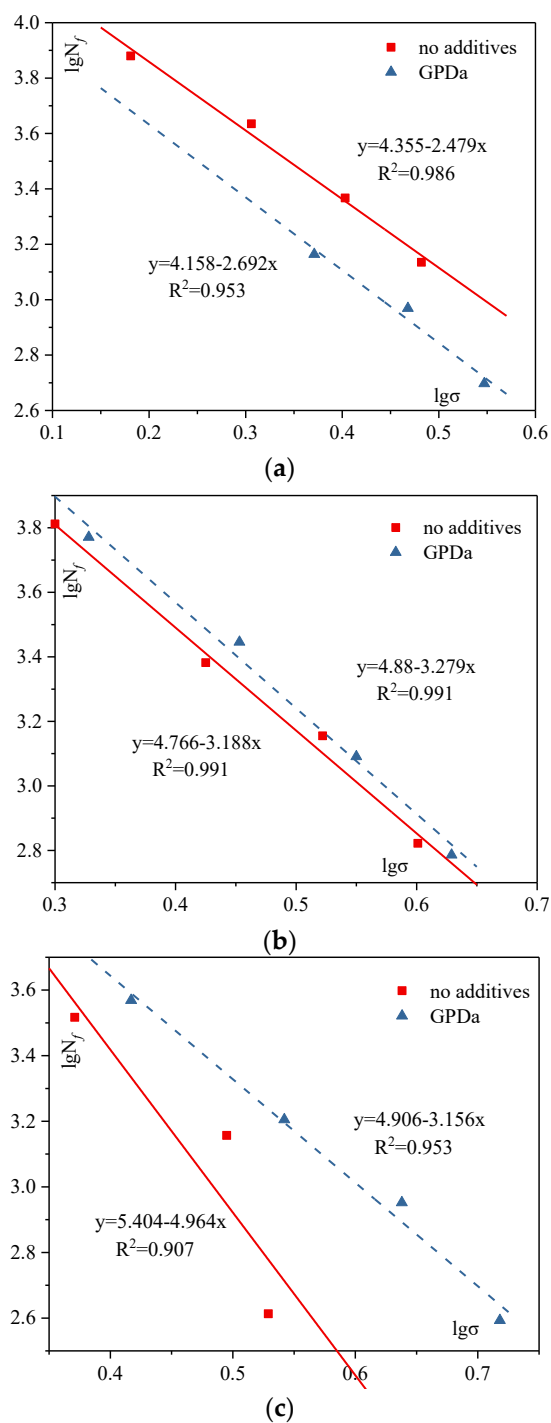 4.0
lgN𝑓
no additives
3.8
GPDa
3.6
y=4.355-2.479x
3.4
R²=0.986
3.2
y=4.158-2.692x
3.0
R²=0.953
2.8
lgσ
2.6
0.1 0.2 0.3 0.4 0.5 0.6
(a)
3.8
no additives
GPDa
lgN𝑓
3.4
y=4.88-3.279x
R²=0.991
3.2
y=4.766-3.188x
R²=0.991
3.0
2.8
lgσ
0.3 0.4 0.5 0.6 0.7
(b)
3.6
no additives
GPDa
lgN𝑓
3.4
3.2
y=4.906-3.156x
R²=0.953
3.0
y=5.404-4.964x
R²=0.907
2.8
2.6
lgσ
0.4 0.5 0.6 0.7
(c)